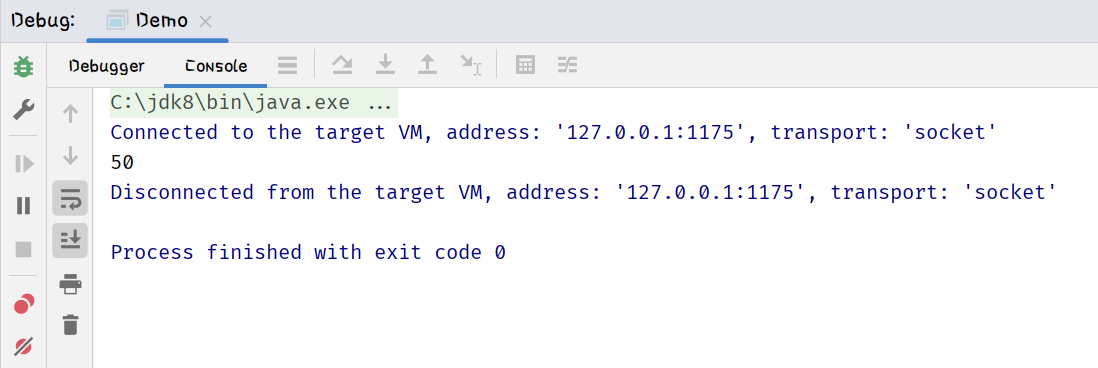 Debug: Demo
Debugger Console
C:\jdk8\bin\java.exe ...
Connected to the target VM, address: '127.0.0.1:1175', transport: 'socket'
50
Disconnected from the target VM, address: '127.0.0.1:1175', transport: 'socket'
Process finished with exit code 0